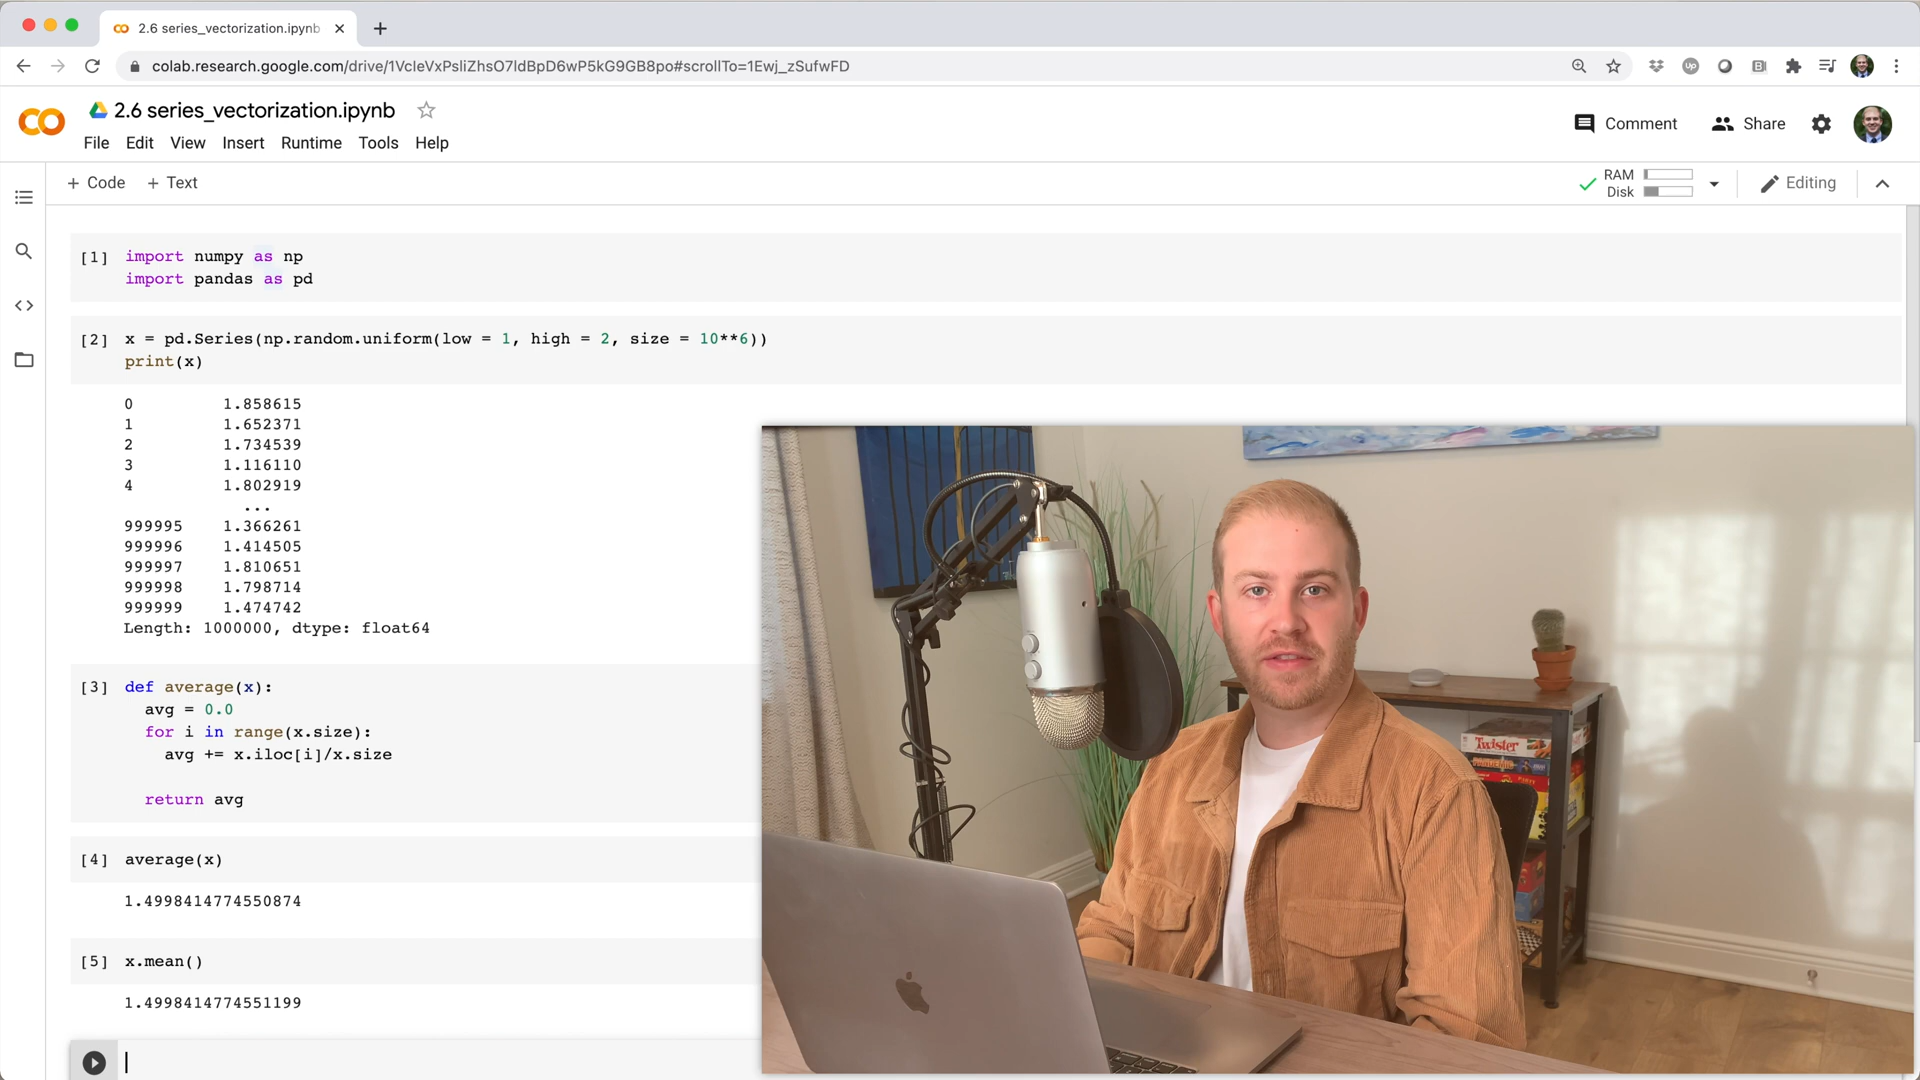 2.6 series_vectorization.ipynb
colab.research.google.com/drive/1VcIeVxPsliZhsO7ldBpD6wP5kG9GB8po#scrollTo=1Ewj_zSufwFD
Up
2.6 series_vectorization.ipynb
Comment
Share
File Edit View Insert Runtime Tools Help
+ Code + Text
RAM
Disk
Editing
[1] import numpy as np
import pandas as pd
[2] x = pd.Series(np.random.uniform(low = 1, high = 2, size = 10**6))
print(x)
0 1.858615
1 1.652371
2 1.734539
3 1.116110
4 1.802919
...
999995 1.366261
999996 1.414505
999997 1.810651
999998 1.798714
999999 1.474742
Length: 1000000, dtype: float64
[3] def average(x):
avg = 0.0
for i in range(x.size):
avg += x.iloc[i]/x.size
return avg
[4] average(x)
1.4998414774550874
[5] x.mean()
1.4998414774551199
Twister
PANDEMIC